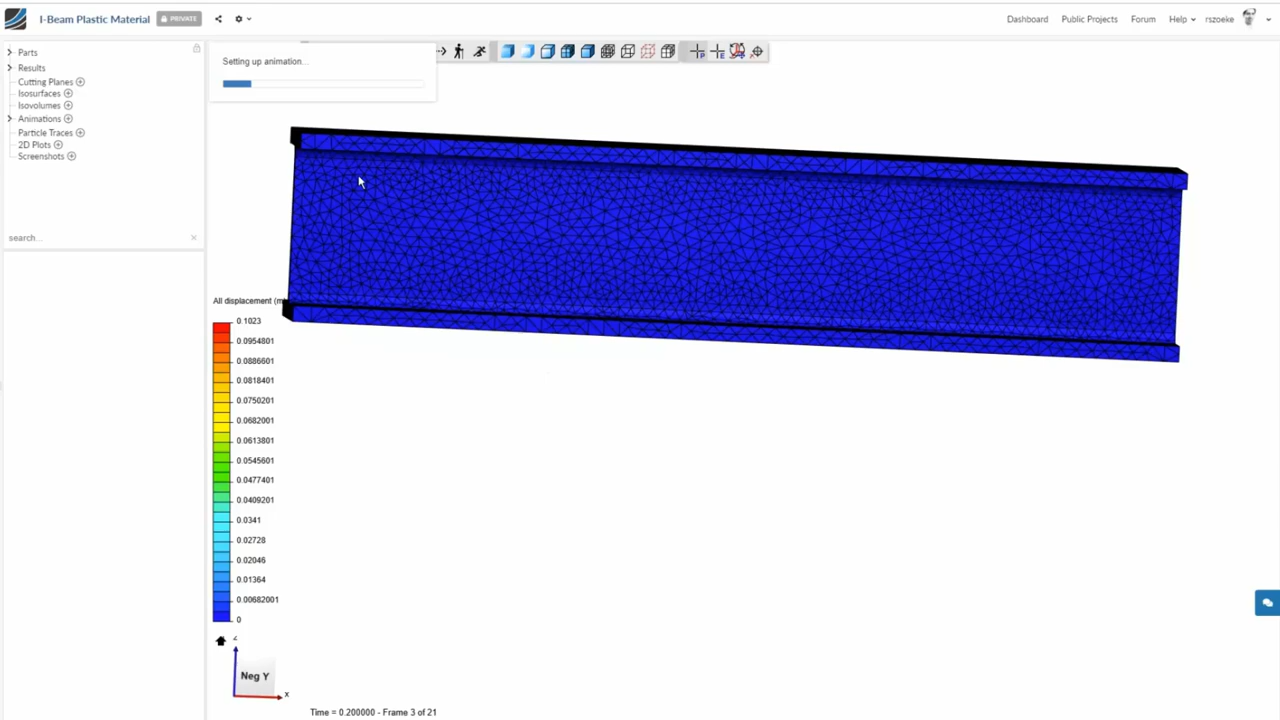 I-Beam Plastic Material
PRIVATE
Dashboard
Public Projects
Forum
Help
rszoeke
Parts
Results
Cutting Planes
Isosurfaces
Isovolumes
Animations
Particle Traces
2D Plots
Screenshots
search...
Setting up animation...
P
E
All displacement (m
0.1023
0.0954801
0.0886601
0.0818401
0.0750201
0.0682001
0.0613801
0.0545601
0.0477401
0.0409201
0.0341
0.02728
0.02046
0.01364
0.00682001
0
Z
Neg Y
x
Time = 0.200000 - Frame 3 of 21